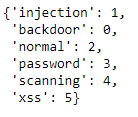 {'injection': 1,
'backdoor': 0,
'normal': 2,
'password': 3,
'scanning': 4,
'xss': 5}